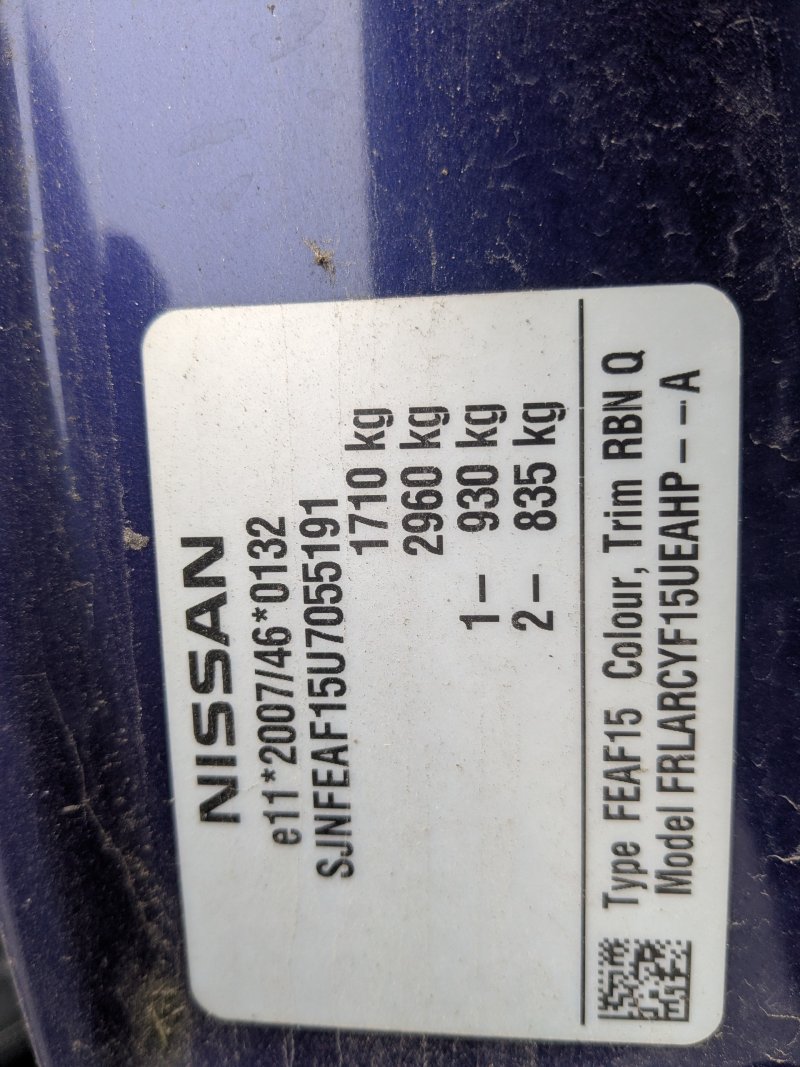 NISSAN
e11*2007/46*0132
SJNFEAF15U7055191
1710 kg
2960 kg
1– 930 kg
2– 835 kg
Type FEAF15 Colour, Trim RBN Q
Model FRLARCYF15UEAHP – – A